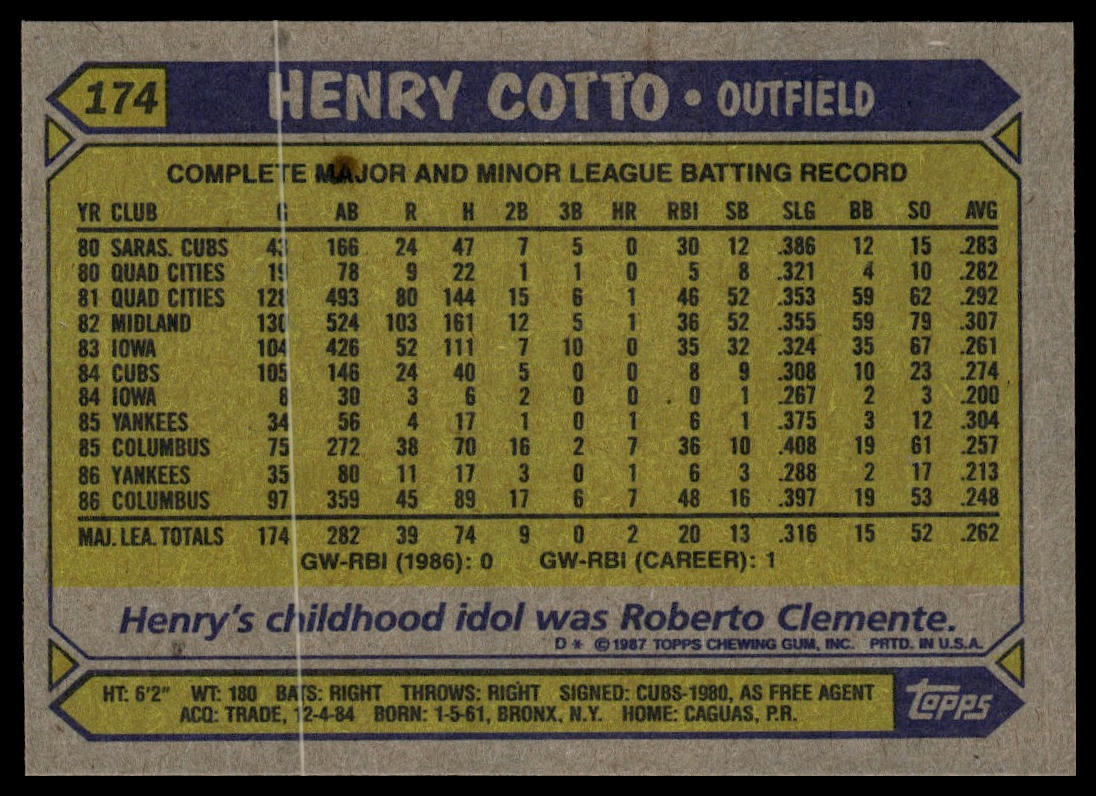 174 HENRY COTTO • OUTFIELD
COMPLETE MAJOR AND MINOR LEAGUE BATTING RECORD
YR CLUB G AB R H 2B 3B HR RBI SB SLG BB SO AVG
80 SARAS. CUBS 43 166 24 47 7 5 0 30 12 .386 12 15 .283
80 QUAD CITIES 19 78 9 22 1 1 0 5 8 .321 4 10 .282
81 QUAD CITIES 128 493 80 144 15 6 1 46 52 .353 59 62 .292
82 MIDLAND 130 524 103 161 12 5 1 36 52 .355 59 79 .307
83 IOWA 104 426 52 111 7 10 0 35 32 .324 35 67 .261
84 CUBS 105 146 24 40 5 0 0 8 9 .308 10 23 .274
84 IOWA 8 30 3 6 2 0 0 0 1 .267 2 3 .200
85 YANKEES 34 56 4 17 1 0 1 6 1 .375 3 12 .304
85 COLUMBUS 75 272 38 70 16 2 7 36 10 .408 19 61 .257
86 YANKEES 35 80 11 17 3 0 1 6 3 .288 2 17 .213
86 COLUMBUS 97 359 45 89 17 6 7 48 16 .397 19 53 .248
MAJ. LEA. TOTALS 174 282 39 74 9 0 2 20 13 .316 15 52 .262
GW-RBI (1986): 0 GW-RBI (CAREER): 1
Henry's childhood idol was Roberto Clemente.
D* ©1987 TOPPS CHEWING GUM, INC. PRTD. IN U.S.A.
HT: 6'2" WT: 180 BATS: RIGHT THROWS: RIGHT SIGNED: CUBS-1980, AS FREE AGENT
ACQ: TRADE, 12-4-84 BORN: 1-5-61, BRONX, N.Y. HOME: CAGUAS, P.R.
topps